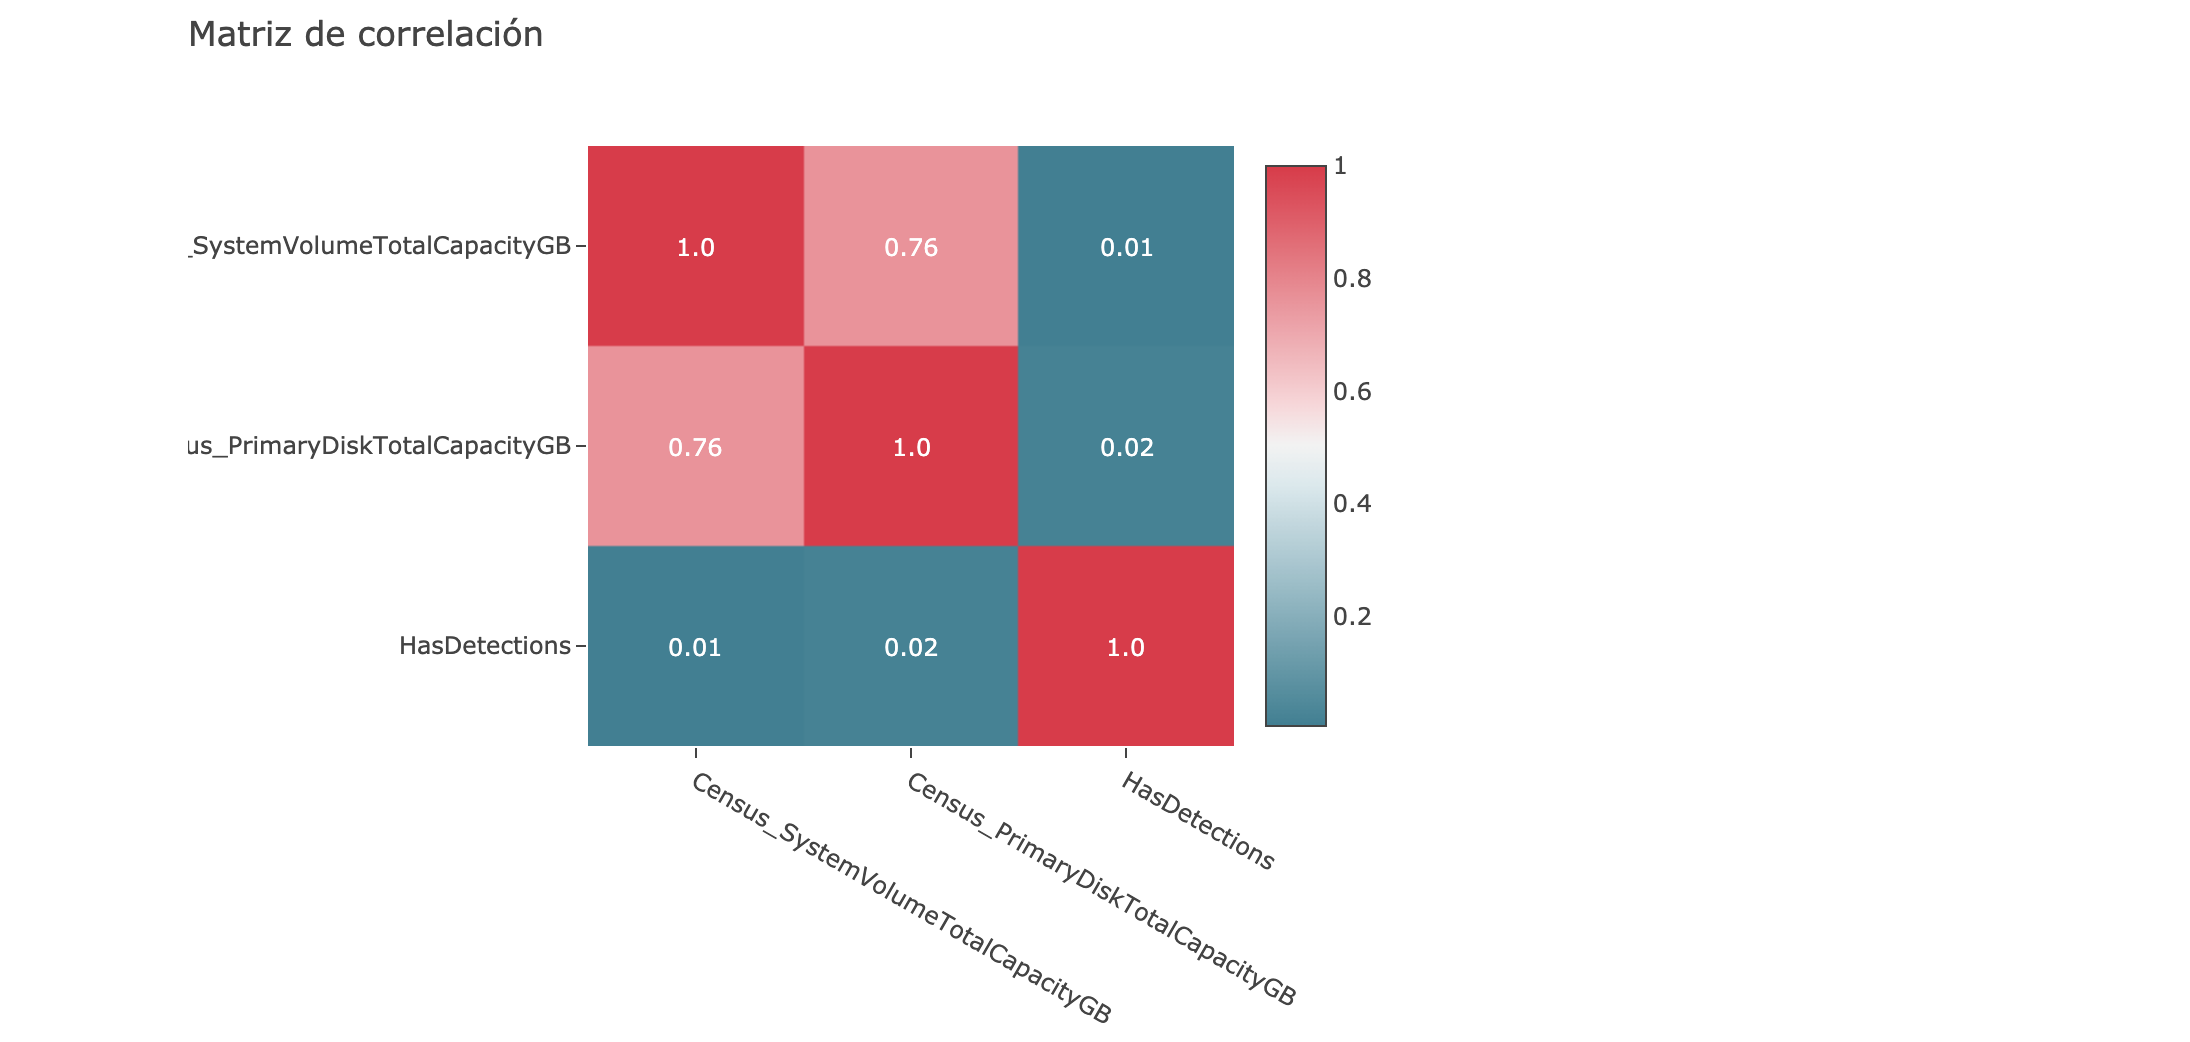 Matriz de correlación
_SystemVolumeTotalCapacityGB
1.0 0.76 0.01
us_PrimaryDiskTotalCapacityGB
0.76 1.0 0.02
HasDetections
0.01 0.02 1.0
1
0.8
0.6
0.4
0.2
Census_SystemVolumeTotalCapacityGB
Census_PrimaryDiskTotalCapacityGB
HasDetections